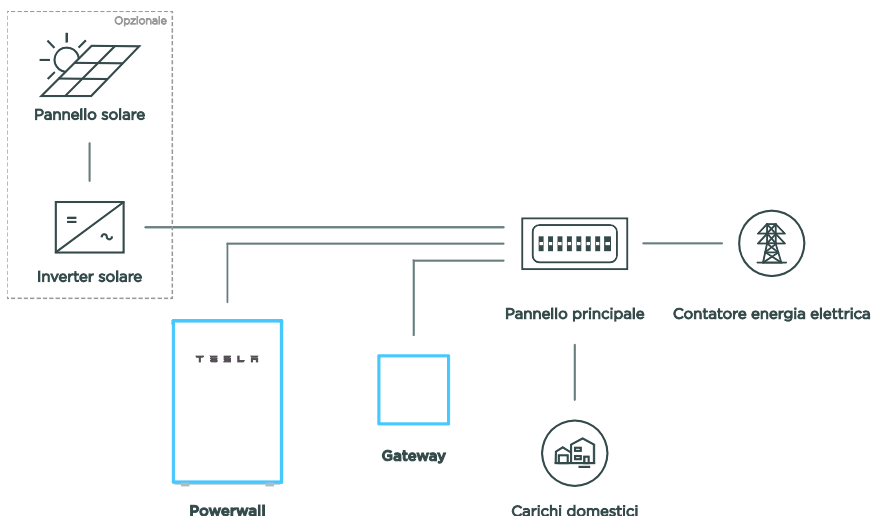 Opzionale
Pannello solare
Inverter solare
Pannello principale
Contatore energia elettrica
TESLA
Gateway
Powerwall
Carichi domestici